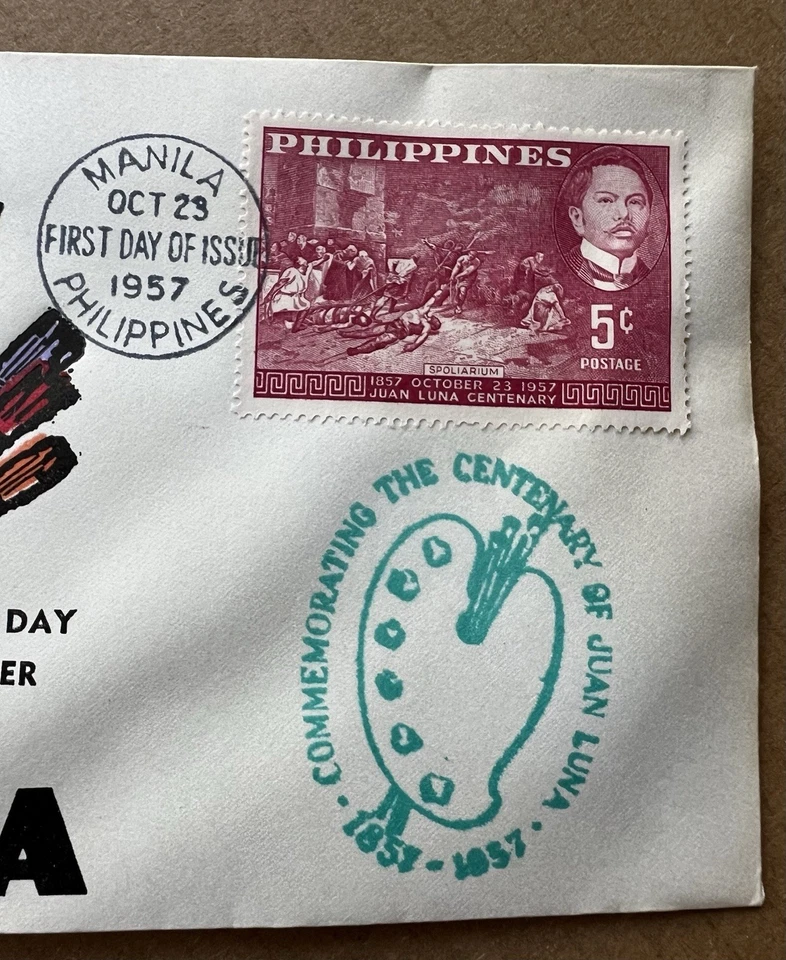 MANILA
OCT 23
FIRST DAY OF ISSUE
1957
PHILIPPINES
PHILIPPINES
5¢
POSTAGE
SPOLIARIUM
1857 OCTOBER 23 1957
JUAN LUNA CENTENARY
COMMEMORATING THE CENTENARY OF JUAN LUNA
· 1857 - 1957 ·
DAY
ER
A